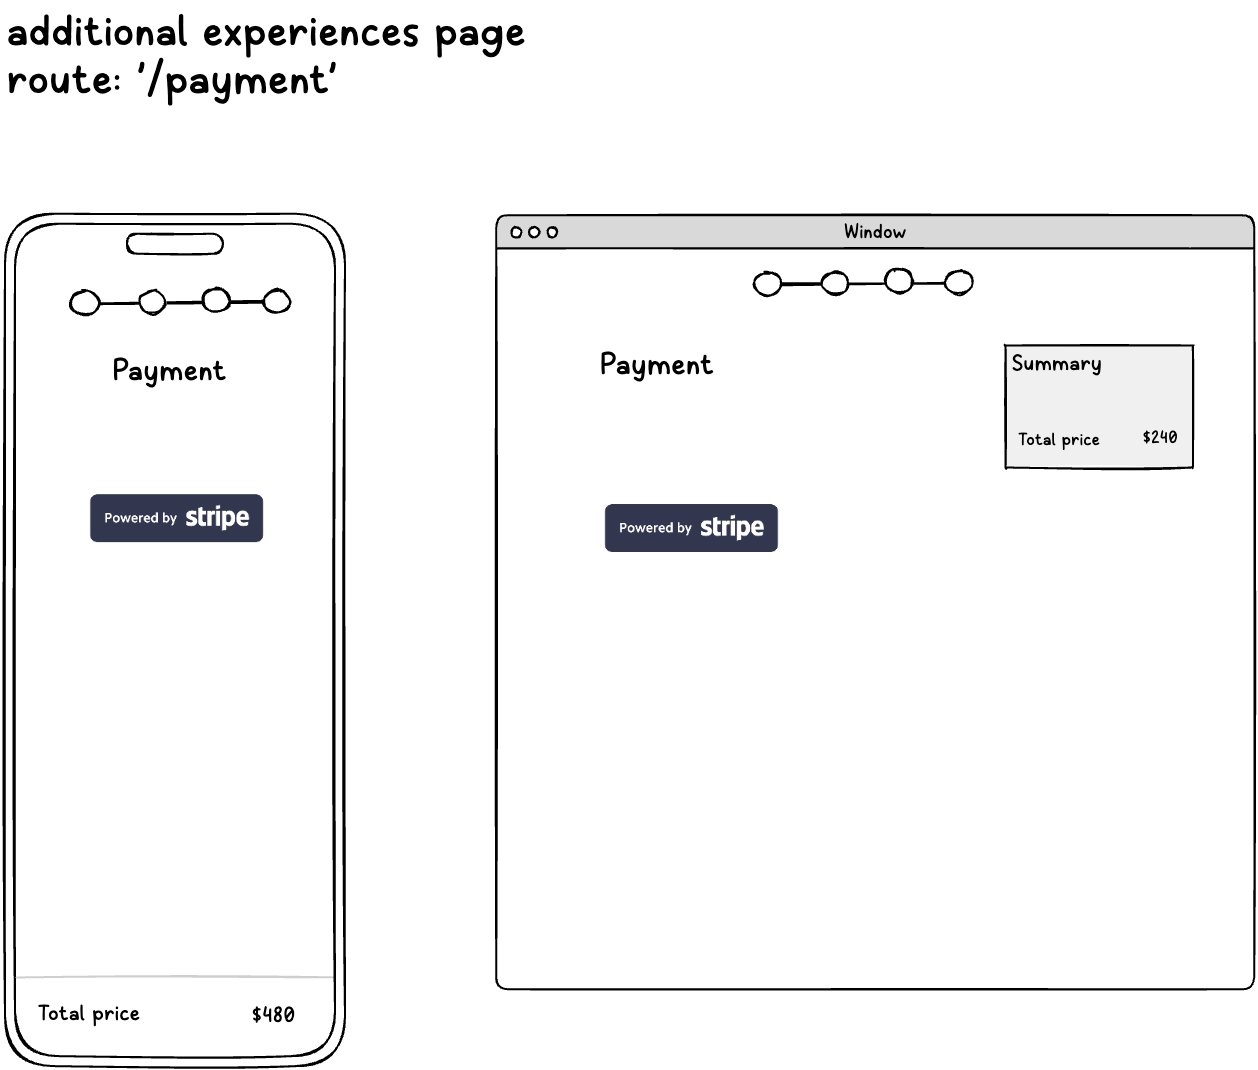 additional experiences page
route: '/payment'
Payment
Powered by stripe
Total price $480
Window
Payment
Summary
Total price $240
Powered by stripe